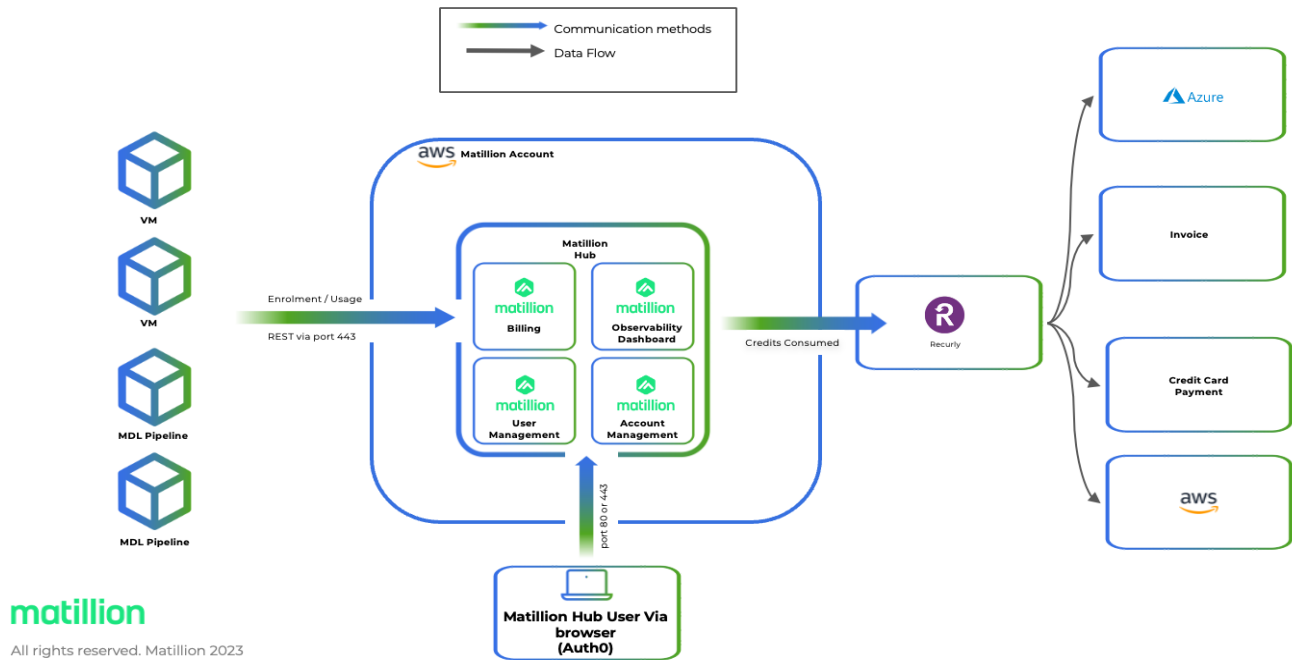 Communication methods
Data Flow
aws
Matillion Account
VM
VM
MDL Pipeline
MDL Pipeline
Enrolment / Usage
REST via port 443
Matillion
Hub
matillion
Billing
matillion
Observability
Dashboard
matillion
User
Management
matillion
Account
Management
port 80 or 443
Matillion Hub User Via
browser
(Auth0)
Credits Consumed
R
Recurly
Azure
Invoice
Credit Card
Payment
aws
matillion
All rights reserved. Matillion 2023